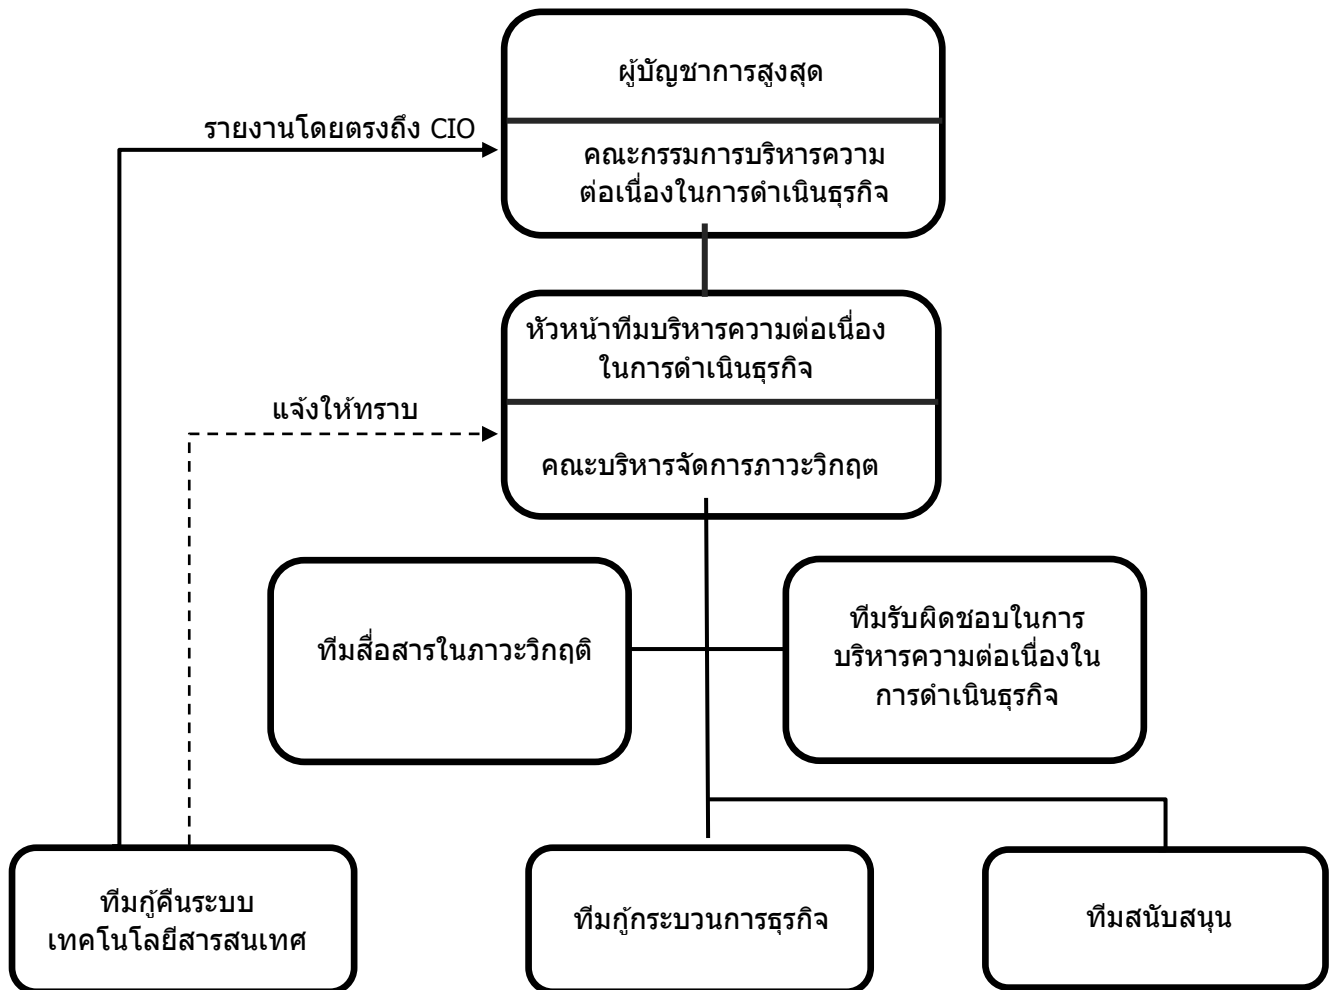 ผู้บัญชาการสูงสุด
รายงานโดยตรงถึง CIO
คณะกรรมการบริหารความ
ต่อเนื่องในการดำเนินธุรกิจ
หัวหน้าทีมบริหารความต่อเนื่อง
ในการดำเนินธุรกิจ
แจ้งให้ทราบ
คณะบริหารจัดการภาวะวิกฤต
ทีมสื่อสารในภาวะวิกฤติ
ทีมรับผิดชอบในการ
บริหารความต่อเนื่องใน
การดำเนินธุรกิจ
ทีมกู้คืนระบบ
เทคโนโลยีสารสนเทศ
ทีมกู้กระบวนการธุรกิจ
ทีมสนับสนุน